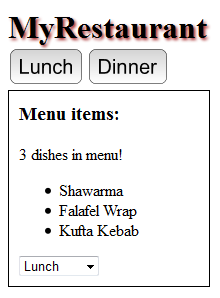 MyRestaurant
Lunch Dinner
Menu items:
3 dishes in menu!
Shawarma
Falafel Wrap
Kufta Kebab
Lunch